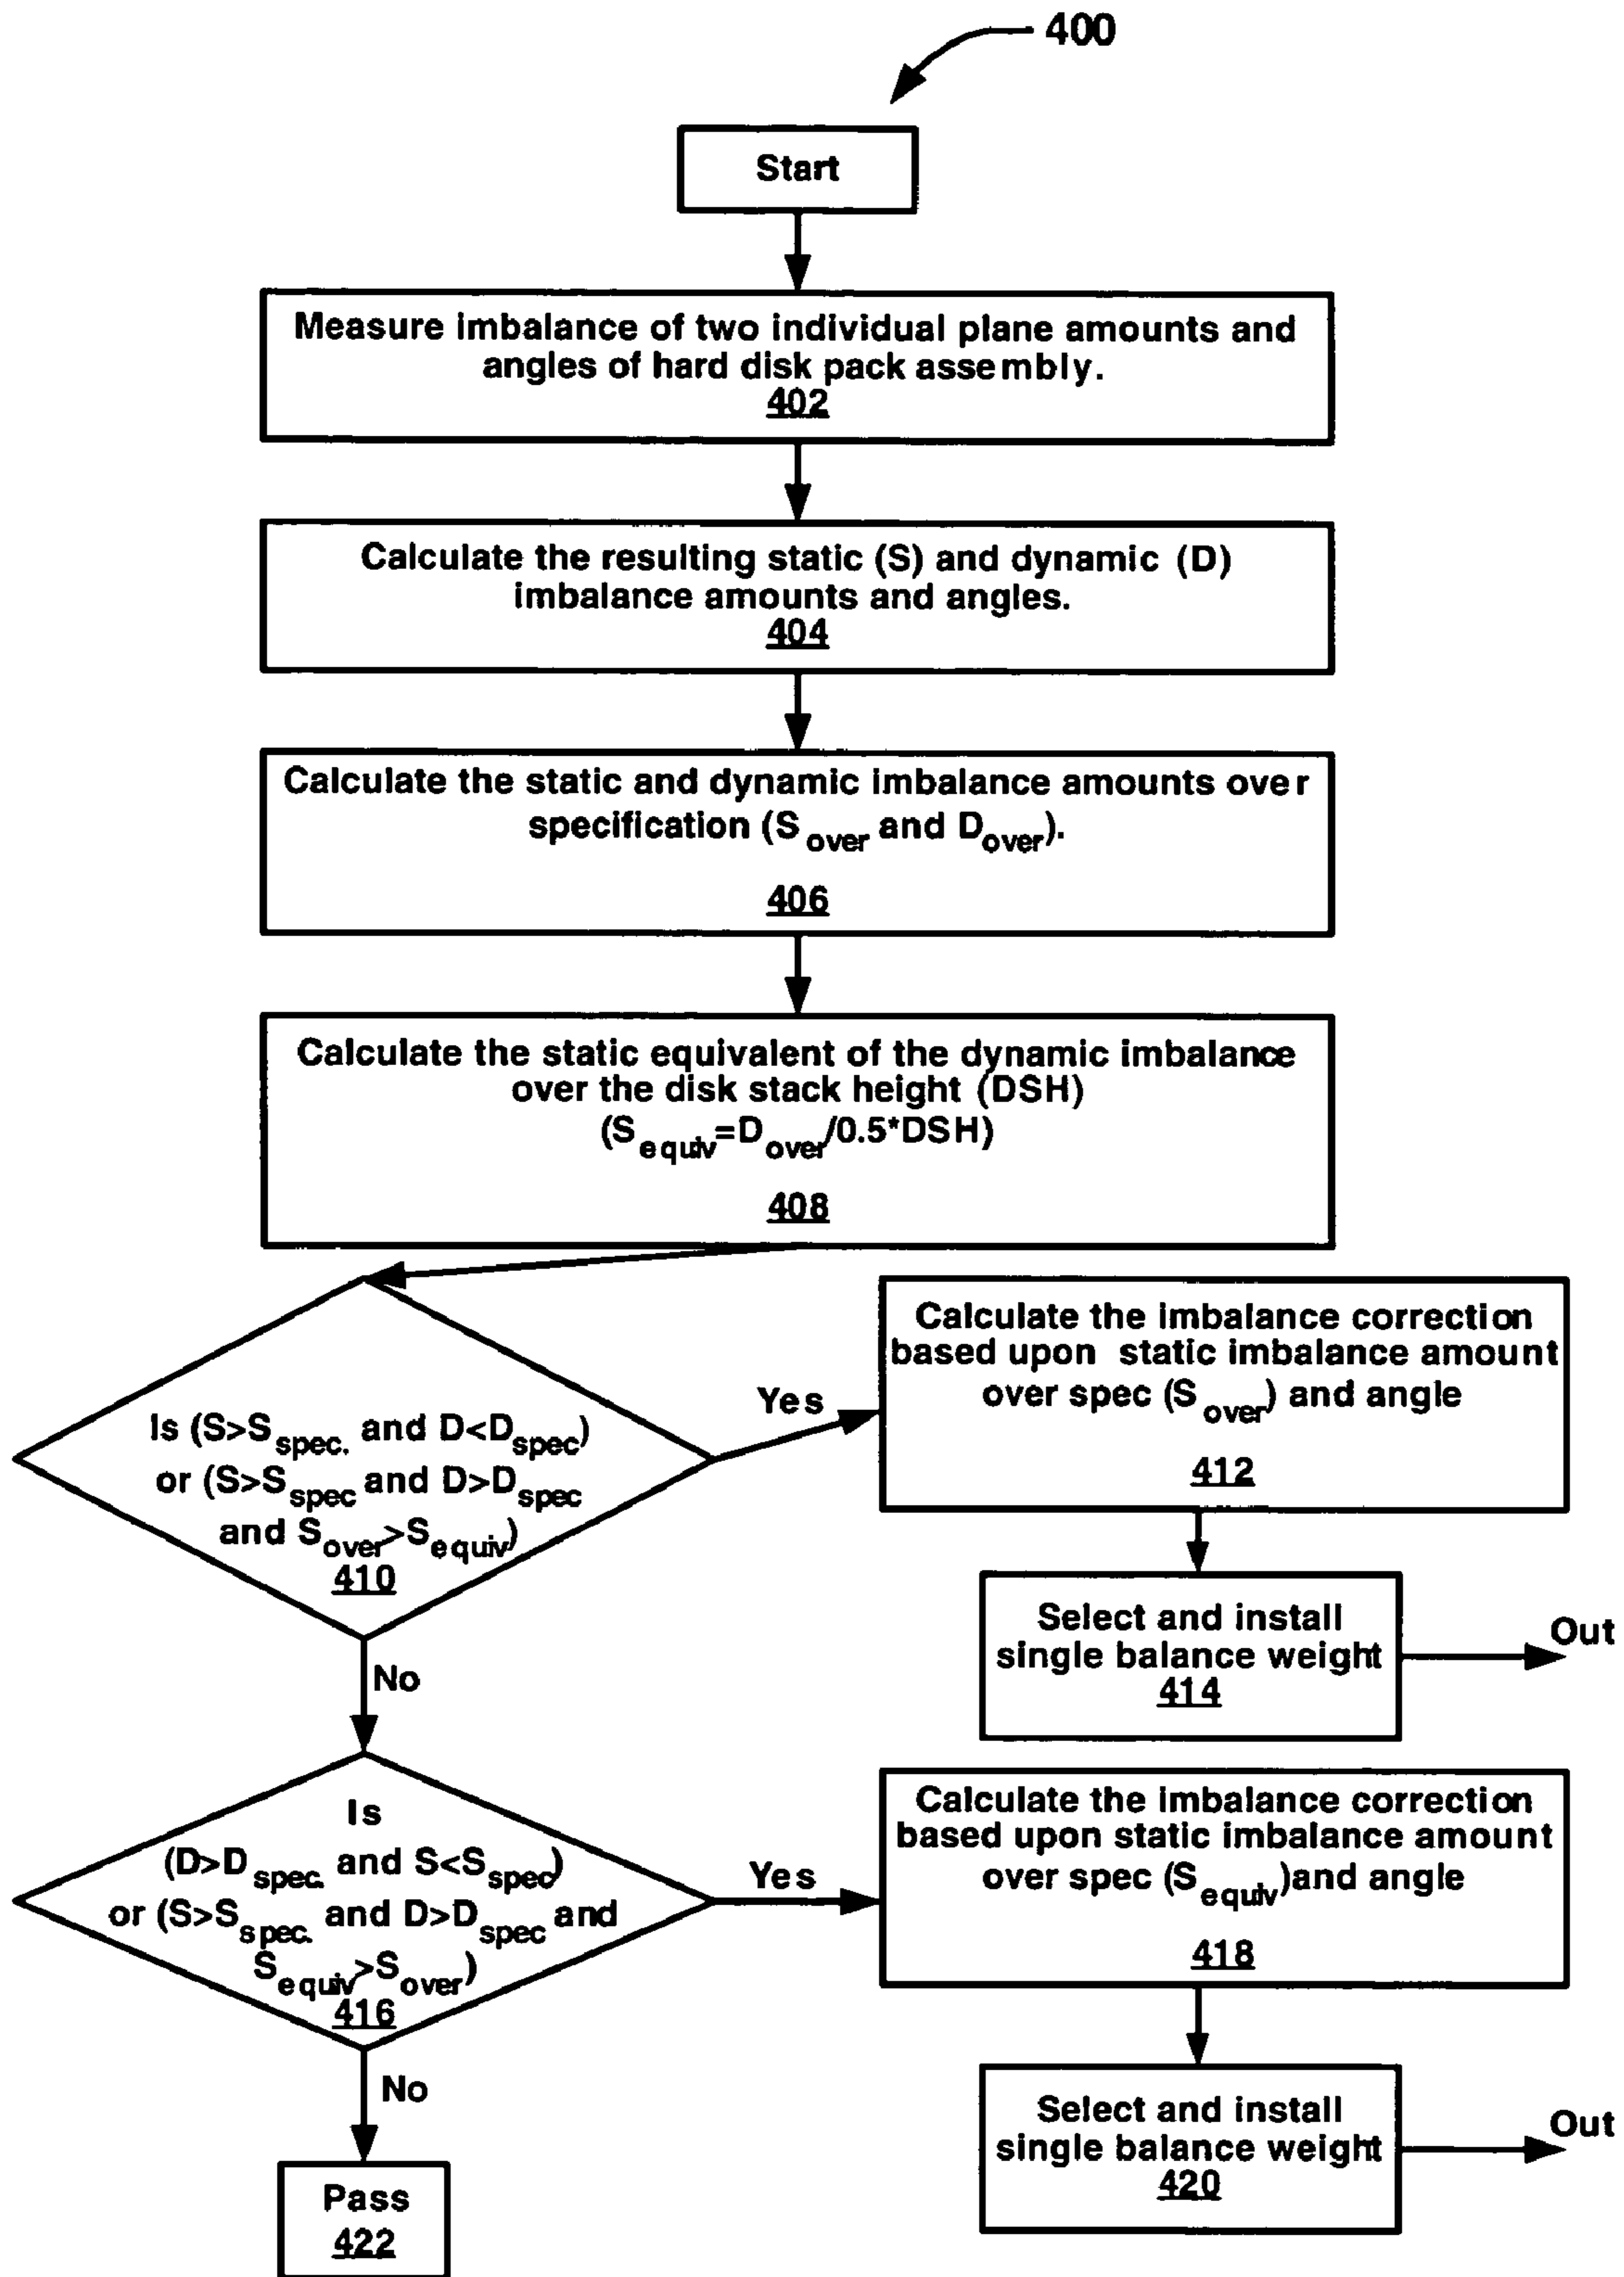 400
Start
Measure imbalance of two individual plane amounts and
angles of hard disk pack assembly.
402
Calculate the resulting static (S) and dynamic (D)
imbalance amounts and angles.
404
Calculate the static and dynamic imbalance amounts over
specification (S over and D over).
406
Calculate the static equivalent of the dynamic imbalance
over the disk stack height (DSH)
(S equiv=D over/0.5*DSH)
408
Is (S>S spec. and D<D spec)
or (S>S spec and D>D spec
and S over>S equiv)
410
Yes
Calculate the imbalance correction
based upon static imbalance amount
over spec (S over) and angle
412
Select and install
single balance weight
414
Out
No
Is
(D>D spec. and S<S spec)
or (S>S spec. and D>D spec and
S equiv>S over)
416
Yes
Calculate the imbalance correction
based upon static imbalance amount
over spec (S equiv)and angle
418
Select and install
single balance weight
420
Out
No
Pass
422